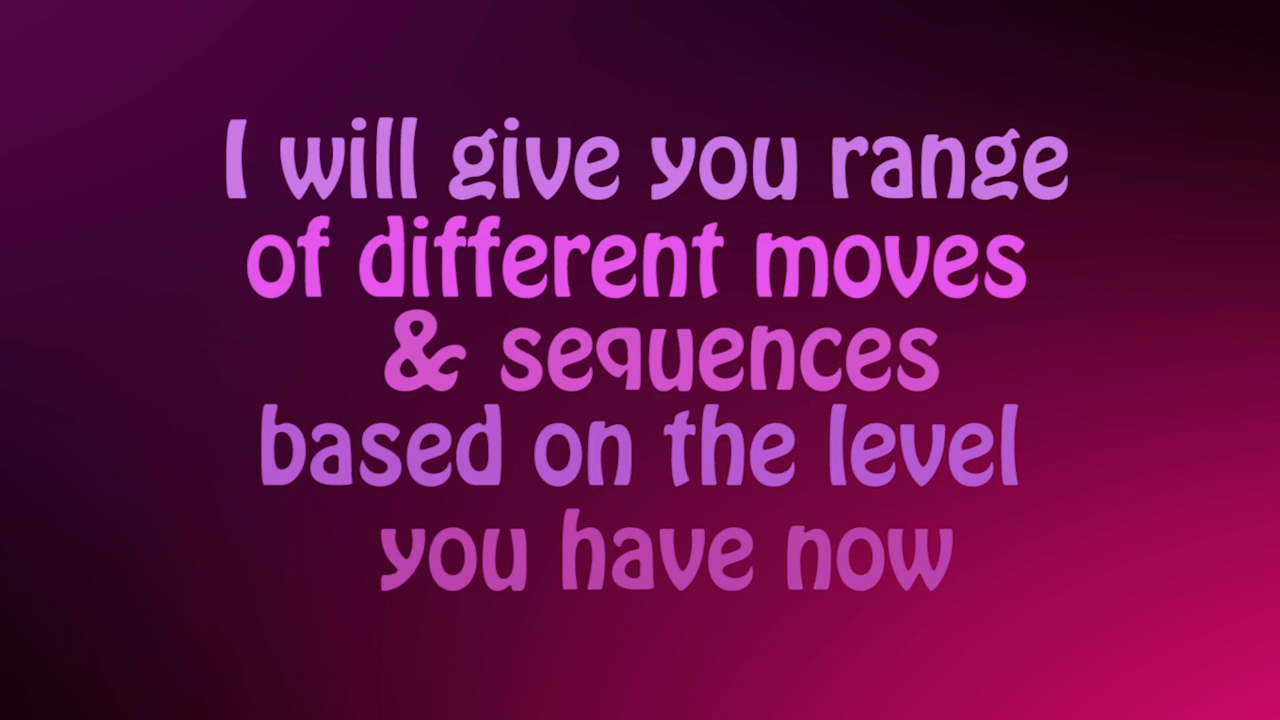 I will give you range
of different moves
& sequences
based on the level
you have now